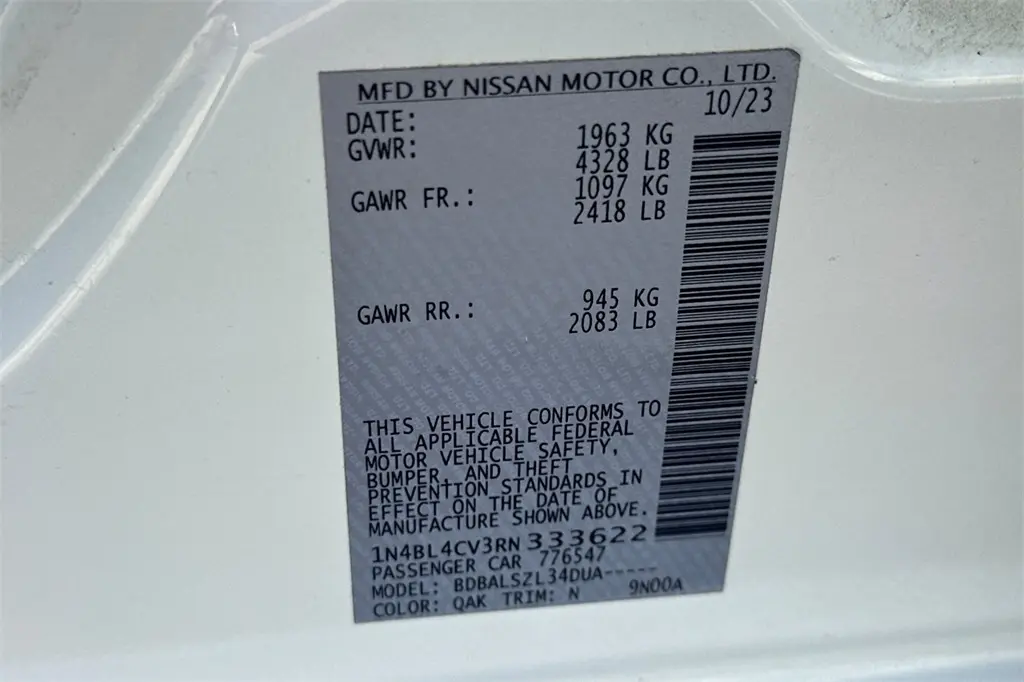 MFD BY NISSAN MOTOR CO., LTD.
DATE: 10/23
GVWR: 1963 KG
4328 LB
GAWR FR.: 1097 KG
2418 LB
GAWR RR.: 945 KG
2083 LB
THIS VEHICLE CONFORMS TO
ALL APPLICABLE FEDERAL
MOTOR VEHICLE SAFETY,
BUMPER, AND THEFT
PREVENTION STANDARDS IN
EFFECT ON THE DATE OF
MANUFACTURE SHOWN ABOVE.
1N4BL4CV3RN333622
PASSENGER CAR 776547
MODEL: BDBALSZL34DUA-----
COLOR: QAK TRIM: N 9N00A